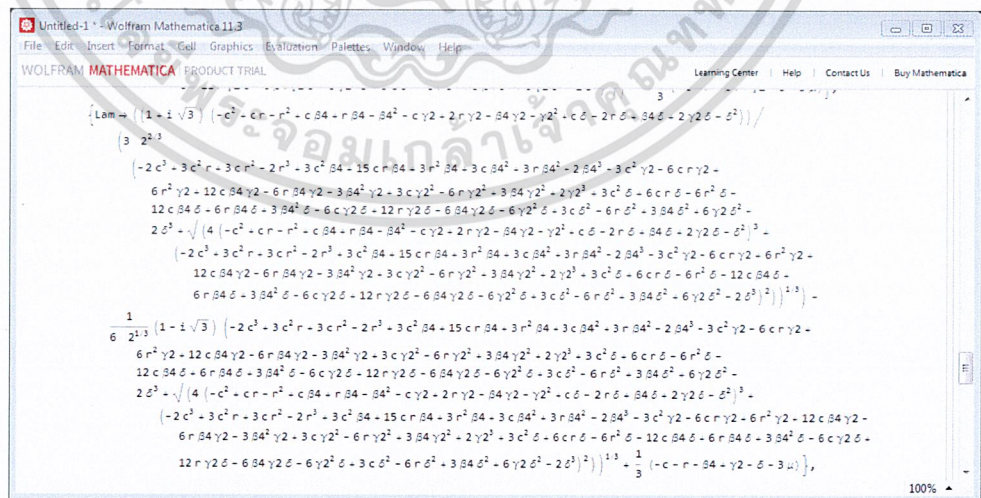 Untitled-1 * - Wolfram Mathematica 11.3
File Edit Insert Format Cell Graphics Evaluation Palettes Window Help
WOLFRAM MATHEMATICA PRODUCT TRIAL Learning Center | Help | Contact Us | Buy Mathematica
{Lam → ((1 + i √3) (-c² + c r - r² + c β4 + r β4 - β4² - c γ2 + 2 r γ2 - β4 γ2 - γ2² + c δ - 2 r δ + β4 δ + 2 γ2 δ - δ²)) /
(3 2^(2/3)
(-2 c³ + 3 c² r + 3 c r² - 2 r³ + 3 c² β4 + 15 c r β4 + 3 r² β4 + 3 c β4² + 3 r β4² - 2 β4³ - 3 c² γ2 - 6 c r γ2 +
6 r² γ2 + 12 c β4 γ2 - 6 r β4 γ2 - 3 β4² γ2 + 3 c γ2² - 6 r γ2² + 3 β4 γ2² + 2 γ2³ + 3 c² δ + 6 c r δ - 6 r² δ -
12 c β4 δ + 6 r β4 δ + 3 β4² δ - 6 c γ2 δ + 12 r γ2 δ - 6 β4 γ2 δ - 6 γ2² δ + 3 c δ² - 6 r δ² + 3 β4 δ² + 6 γ2 δ² -
2 δ³ + √(4 (-c² + c r - r² + c β4 + r β4 - β4² - c γ2 + 2 r γ2 - β4 γ2 - γ2² + c δ - 2 r δ + β4 δ + 2 γ2 δ - δ²)³ +
(-2 c³ + 3 c² r + 3 c r² - 2 r³ + 3 c² β4 + 15 c r β4 + 3 r² β4 + 3 c β4² + 3 r β4² - 2 β4³ - 3 c² γ2 - 6 c r γ2 + 6 r² γ2 +
12 c β4 γ2 - 6 r β4 γ2 - 3 β4² γ2 + 3 c γ2² - 6 r γ2² + 3 β4 γ2² + 2 γ2³ + 3 c² δ + 6 c r δ - 6 r² δ - 12 c β4 δ +
6 r β4 δ + 3 β4² δ - 6 c γ2 δ + 12 r γ2 δ - 6 β4 γ2 δ - 6 γ2² δ + 3 c δ² - 6 r δ² + 3 β4 δ² + 6 γ2 δ² - 2 δ³)²))^(1/3)) -
1/(6 2^(1/3)) (1 - i √3) (-2 c³ + 3 c² r + 3 c r² - 2 r³ + 3 c² β4 + 15 c r β4 + 3 r² β4 + 3 c β4² + 3 r β4² - 2 β4³ - 3 c² γ2 - 6 c r γ2 +
6 r² γ2 + 12 c β4 γ2 - 6 r β4 γ2 - 3 β4² γ2 + 3 c γ2² - 6 r γ2² + 3 β4 γ2² + 2 γ2³ + 3 c² δ + 6 c r δ - 6 r² δ -
12 c β4 δ + 6 r β4 δ + 3 β4² δ - 6 c γ2 δ + 12 r γ2 δ - 6 β4 γ2 δ - 6 γ2² δ + 3 c δ² - 6 r δ² + 3 β4 δ² + 6 γ2 δ² -
2 δ³ + √(4 (-c² + c r - r² + c β4 + r β4 - β4² - c γ2 + 2 r γ2 - β4 γ2 - γ2² + c δ - 2 r δ + β4 δ + 2 γ2 δ - δ²)³ +
(-2 c³ + 3 c² r + 3 c r² - 2 r³ + 3 c² β4 + 15 c r β4 + 3 r² β4 + 3 c β4² + 3 r β4² - 2 β4³ - 3 c² γ2 - 6 c r γ2 + 6 r² γ2 + 12 c β4 γ2 -
6 r β4 γ2 - 3 β4² γ2 + 3 c γ2² - 6 r γ2² + 3 β4 γ2² + 2 γ2³ + 3 c² δ + 6 c r δ - 6 r² δ - 12 c β4 δ + 6 r β4 δ + 3 β4² δ - 6 c γ2 δ +
12 r γ2 δ - 6 β4 γ2 δ - 6 γ2² δ + 3 c δ² - 6 r δ² + 3 β4 δ² + 6 γ2 δ² - 2 δ³)²))^(1/3) + 1/3 (-c - r - β4 + γ2 - δ - 3 μ)},
100%